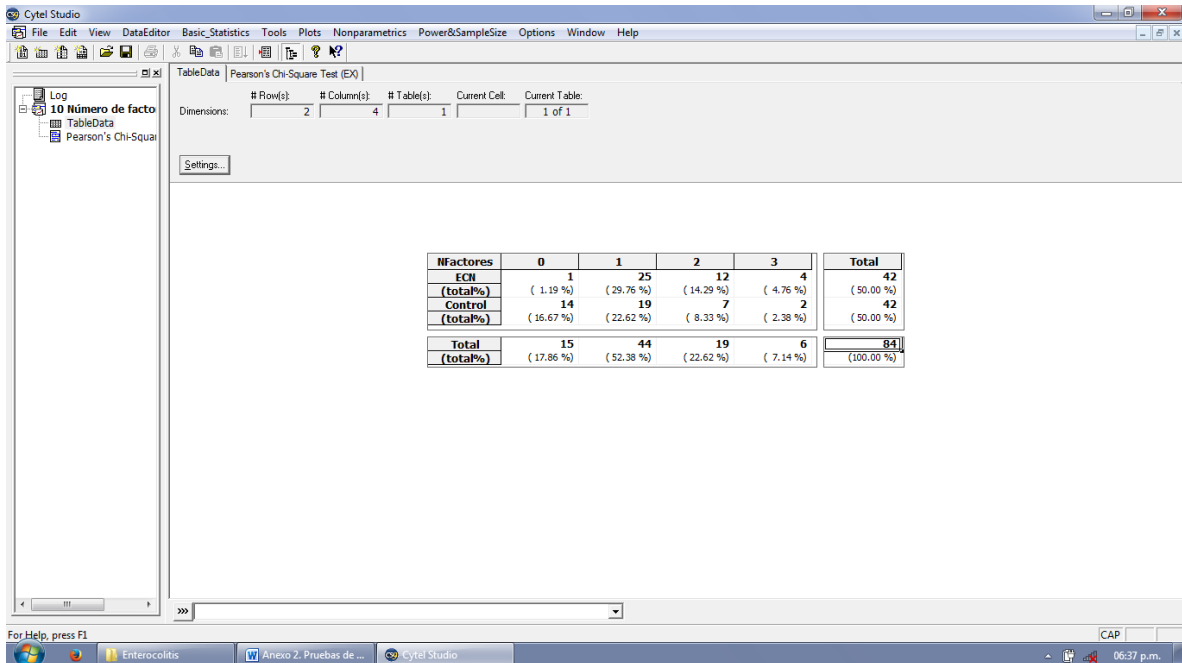 Cytel Studio
File Edit View DataEditor Basic_Statistics Tools Plots Nonparametrics Power&SampleSize Options Window Help
TableData Pearson's Chi-Square Test (EX)
Log
10 Número de facto
TableData
Pearson's Chi-Squar
# Row(s): # Column(s): # Table(s): Current Cell: Current Table:
Dimensions: 2 4 1 1 of 1
Settings...
NFactores 0 1 2 3 Total
ECN 1 25 12 4 42
(total%) ( 1.19 %) ( 29.76 %) ( 14.29 %) ( 4.76 %) ( 50.00 %)
Control 14 19 7 2 42
(total%) ( 16.67 %) ( 22.62 %) ( 8.33 %) ( 2.38 %) ( 50.00 %)
Total 15 44 19 6 84
(total%) ( 17.86 %) ( 52.38 %) ( 22.62 %) ( 7.14 %) (100.00 %)
»»
For Help, press F1
CAP
Enterocolitis
Anexo 2. Pruebas de ...
Cytel Studio
06:37 p.m.